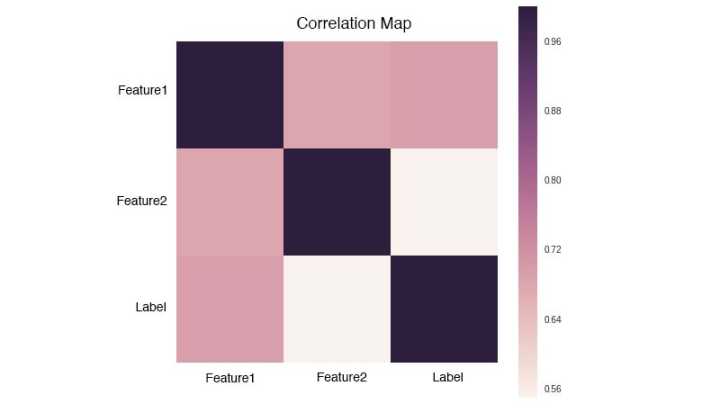 Correlation Map
Feature1
Feature2
Label
Feature1 Feature2 Label
0.96
0.88
0.80
0.72
0.64
0.56